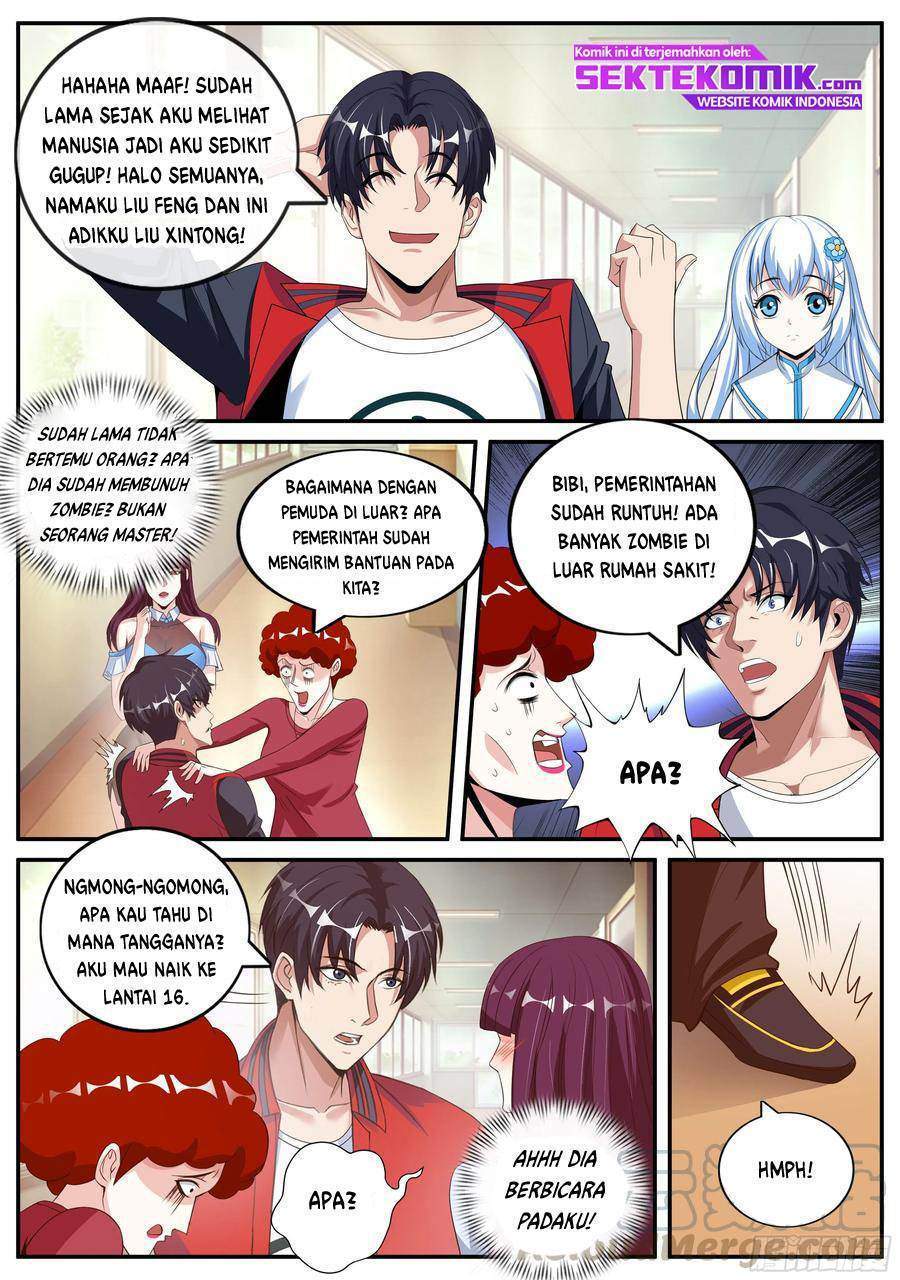 Komik ini di terjemahkan oleh:
SEKTEKOMIK.com
WEBSITE KOMIK INDONESIA
HAHAHA MAAF! SUDAH
LAMA SEJAK AKU MELIHAT
MANUSIA JADI AKU SEDIKIT
GUGUP! HALO SEMUANYA,
NAMAKU LIU FENG DAN INI
ADIKKU LIU XINTONG!
SUDAH LAMA TIDAK
BERTEMU ORANG? APA
DIA SUDAH MEMBUNUH
ZOMBIE? BUKAN
SEORANG MASTER!
BAGAIMANA DENGAN
PEMUDA DI LUAR? APA
PEMERINTAH SUDAH
MENGIRIM BANTUAN PADA
KITA?
BIBI, PEMERINTAHAN
SUDAH RUNTUH! ADA
BANYAK ZOMBIE DI
LUAR RUMAH SAKIT!
APA?
NGMONG-NGOMONG,
APA KAU TAHU DI
MANA TANGGANYA?
AKU MAU NAIK KE
LANTAI 16.
APA?
AHHH DIA
BERBICARA
PADAKU!
HMPH!